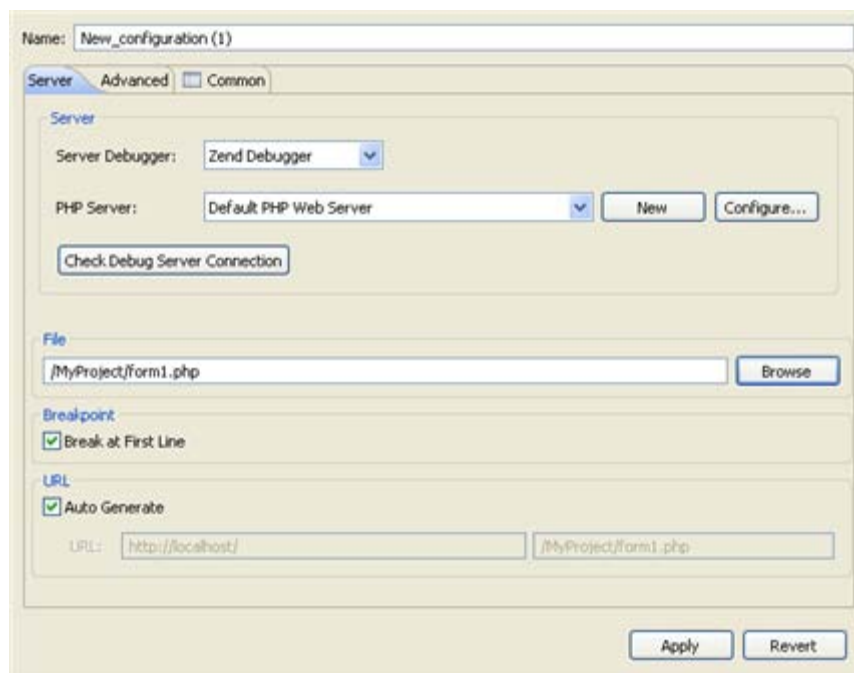 Name: New_configuration (1)
Server Advanced Common
Server
Server Debugger: Zend Debugger
PHP Server: Default PHP Web Server New Configure...
Check Debug Server Connection
File
/MyProject/form1.php Browse
Breakpoint
Break at First Line
URL
Auto Generate
URL: http://localhost/ /MyProject/form1.php
Apply Revert